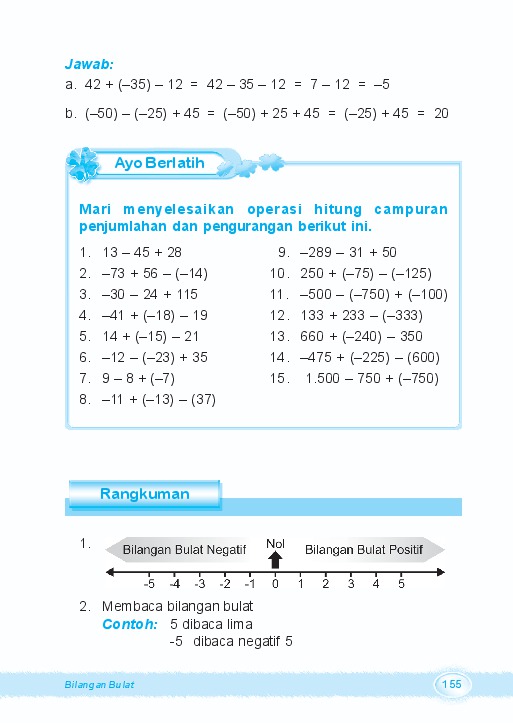 Jawab:
a. 42 + (–35) – 12 = 42 – 35 – 12 = 7 – 12 = –5
b. (–50) – (–25) + 45 = (–50) + 25 + 45 = (–25) + 45 = 20
Ayo Berlatih
Mari menyelesaikan operasi hitung campuran
penjumlahan dan pengurangan berikut ini.
1. 13 – 45 + 28
2. –73 + 56 – (–14)
3. –30 – 24 + 115
4. –41 + (–18) – 19
5. 14 + (–15) – 21
6. –12 – (–23) + 35
7. 9 – 8 + (–7)
8. –11 + (–13) – (37)
9. –289 – 31 + 50
10. 250 + (–75) – (–125)
11. –500 – (–750) + (–100)
12. 133 + 233 – (–333)
13. 660 + (–240) – 350
14. –475 + (–225) – (600)
15. 1.500 – 750 + (–750)
Rangkuman
1. Bilangan Bulat Negatif Nol Bilangan Bulat Positif
-5 -4 -3 -2 -1 0 1 2 3 4 5
2. Membaca bilangan bulat
Contoh: 5 dibaca lima
-5 dibaca negatif 5
Bilangan Bulat 155